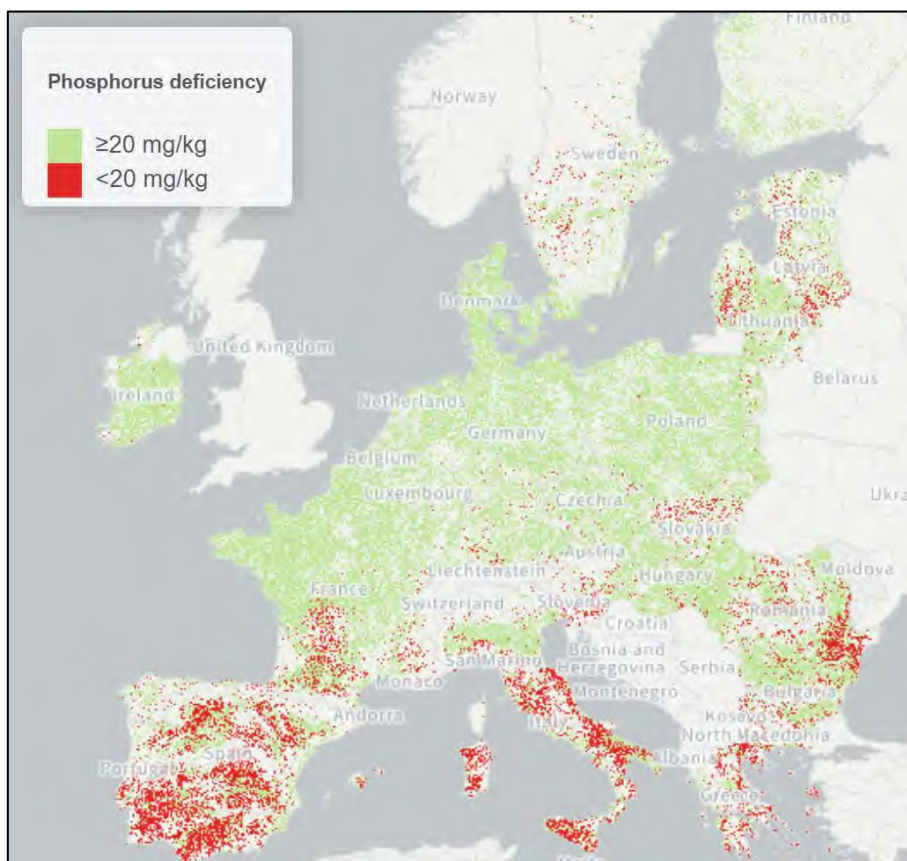 Finland
Phosphorus deficiency
≥20 mg/kg
<20 mg/kg
Norway
Sweden
Estonia
Latvia
Denmark
Lithuania
United Kingdom
Ireland
Belarus
Netherlands
Germany
Poland
Belgium
Luxembourg
Czechia
Ukra
Slovakia
Austria
Moldova
Liechtenstein
Hungary
France
Switzerland
Slovenia
Romania
Croatia
Bosnia and
Herzegovina
Serbia
San Marino
Monaco
Montenegro
Bulgaria
Andorra
Kosovo
Italy
North Macedonia
Albania
Spain
Portugal
Greece